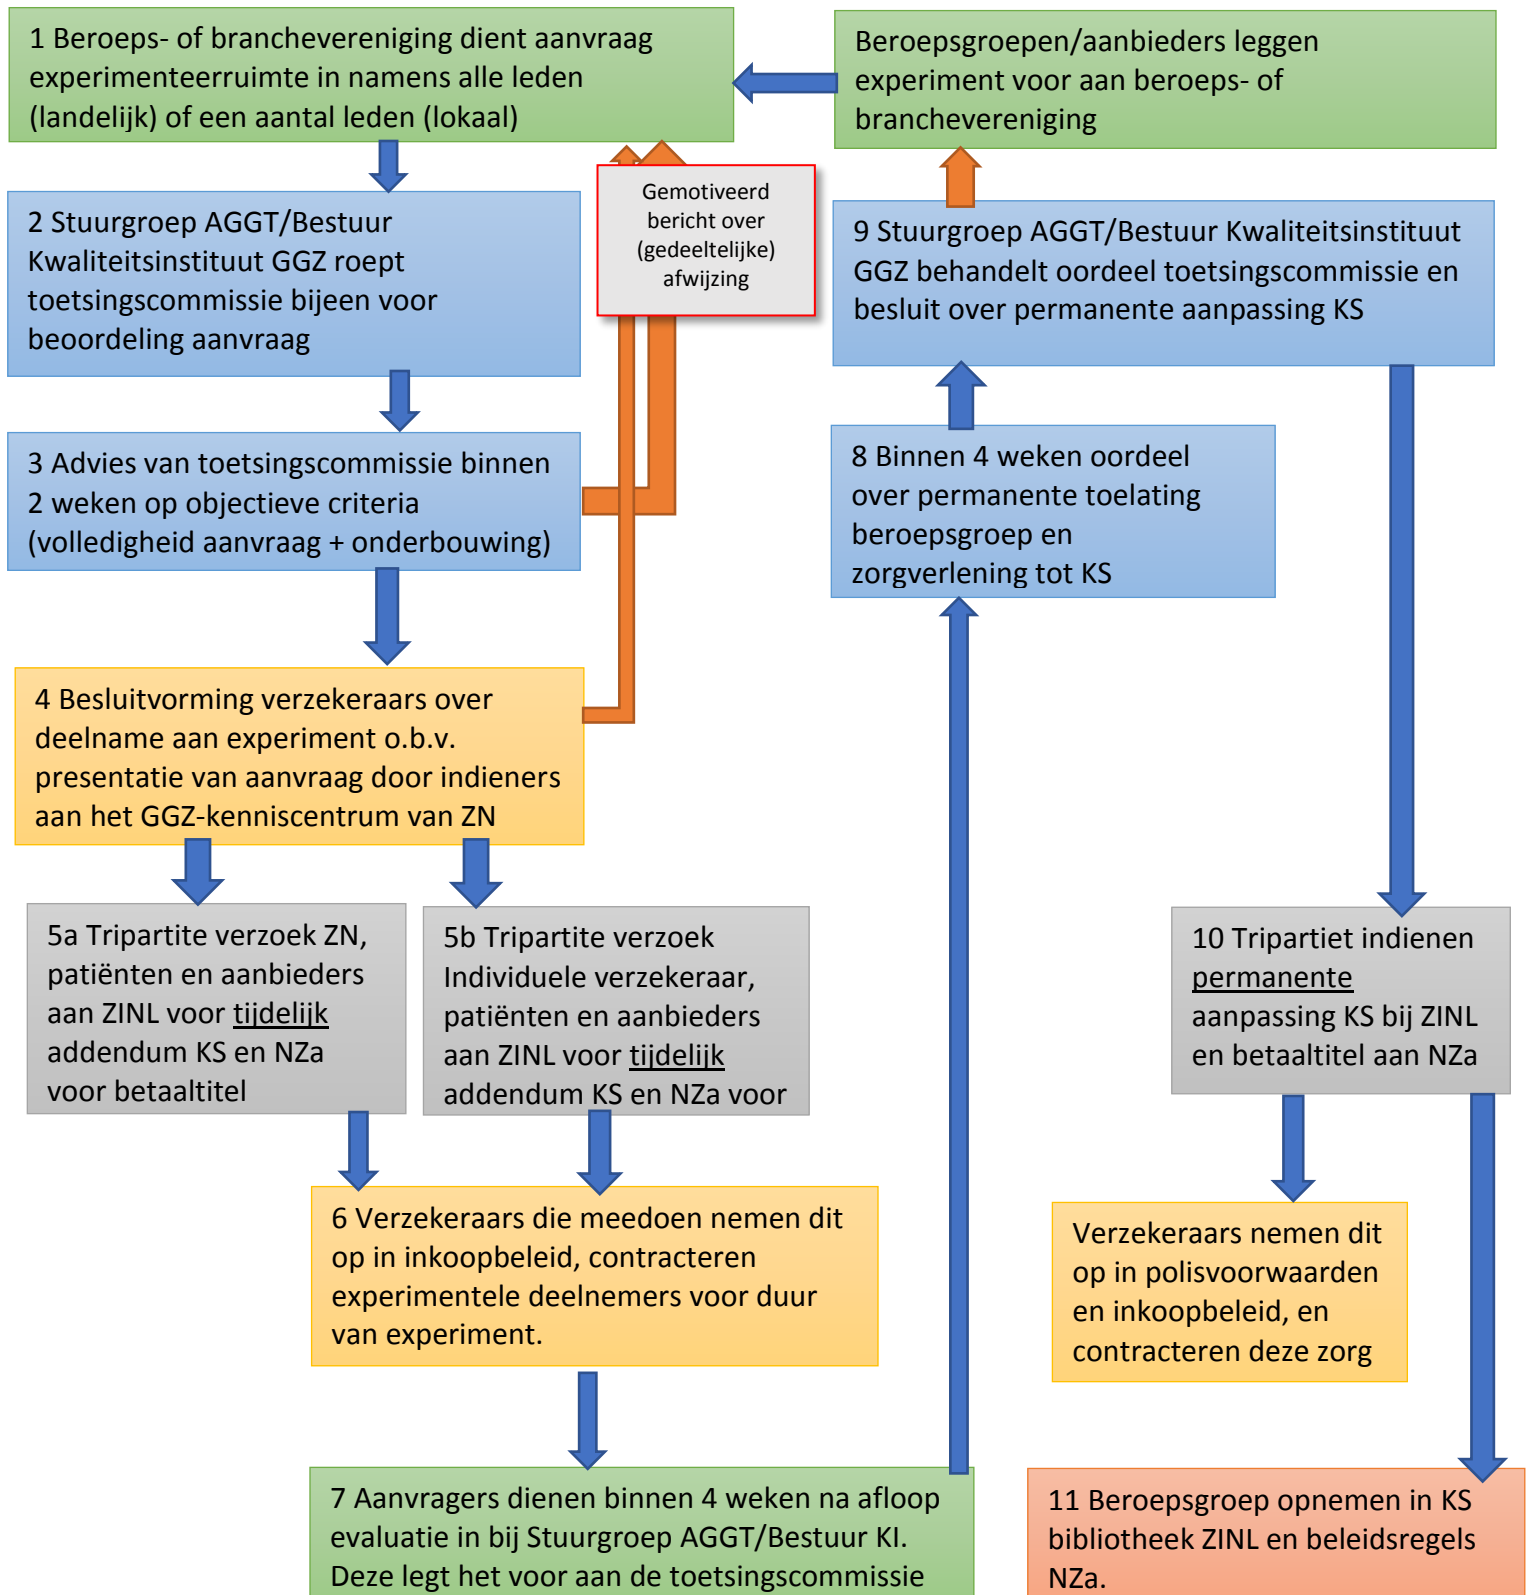 1 Beroeps- of branchevereniging dient aanvraag
experimenteerruimte in namens alle leden
(landelijk) of een aantal leden (lokaal)
Beroepsgroepen/aanbieders leggen
experiment voor aan beroeps- of
branchevereniging
Gemotiveerd
bericht over
(gedeeltelijke)
afwijzing
2 Stuurgroep AGGT/Bestuur
Kwaliteitsinstituut GGZ roept
toetsingscommissie bijeen voor
beoordeling aanvraag
9 Stuurgroep AGGT/Bestuur Kwaliteitsinstituut
GGZ behandelt oordeel toetsingscommissie en
besluit over permanente aanpassing KS
3 Advies van toetsingscommissie binnen
2 weken op objectieve criteria
(volledigheid aanvraag + onderbouwing)
8 Binnen 4 weken oordeel
over permanente toelating
beroepsgroep en
zorgverlening tot KS
4 Besluitvorming verzekeraars over
deelname aan experiment o.b.v.
presentatie van aanvraag door indieners
aan het GGZ-kenniscentrum van ZN
5a Tripartite verzoek ZN,
patiënten en aanbieders
aan ZINL voor tijdelijk
addendum KS en NZa
voor betaaltitel
5b Tripartite verzoek
Individuele verzekeraar,
patiënten en aanbieders
aan ZINL voor tijdelijk
addendum KS en NZa voor
10 Tripartiet indienen
permanente
aanpassing KS bij ZINL
en betaaltitel aan NZa
6 Verzekeraars die meedoen nemen dit
op in inkoopbeleid, contracteren
experimentele deelnemers voor duur
van experiment.
Verzekeraars nemen dit
op in polisvoorwaarden
en inkoopbeleid, en
contracteren deze zorg
7 Aanvragers dienen binnen 4 weken na afloop
evaluatie in bij Stuurgroep AGGT/Bestuur KI.
Deze legt het voor aan de toetsingscommissie
11 Beroepsgroep opnemen in KS
bibliotheek ZINL en beleidsregels
NZa.